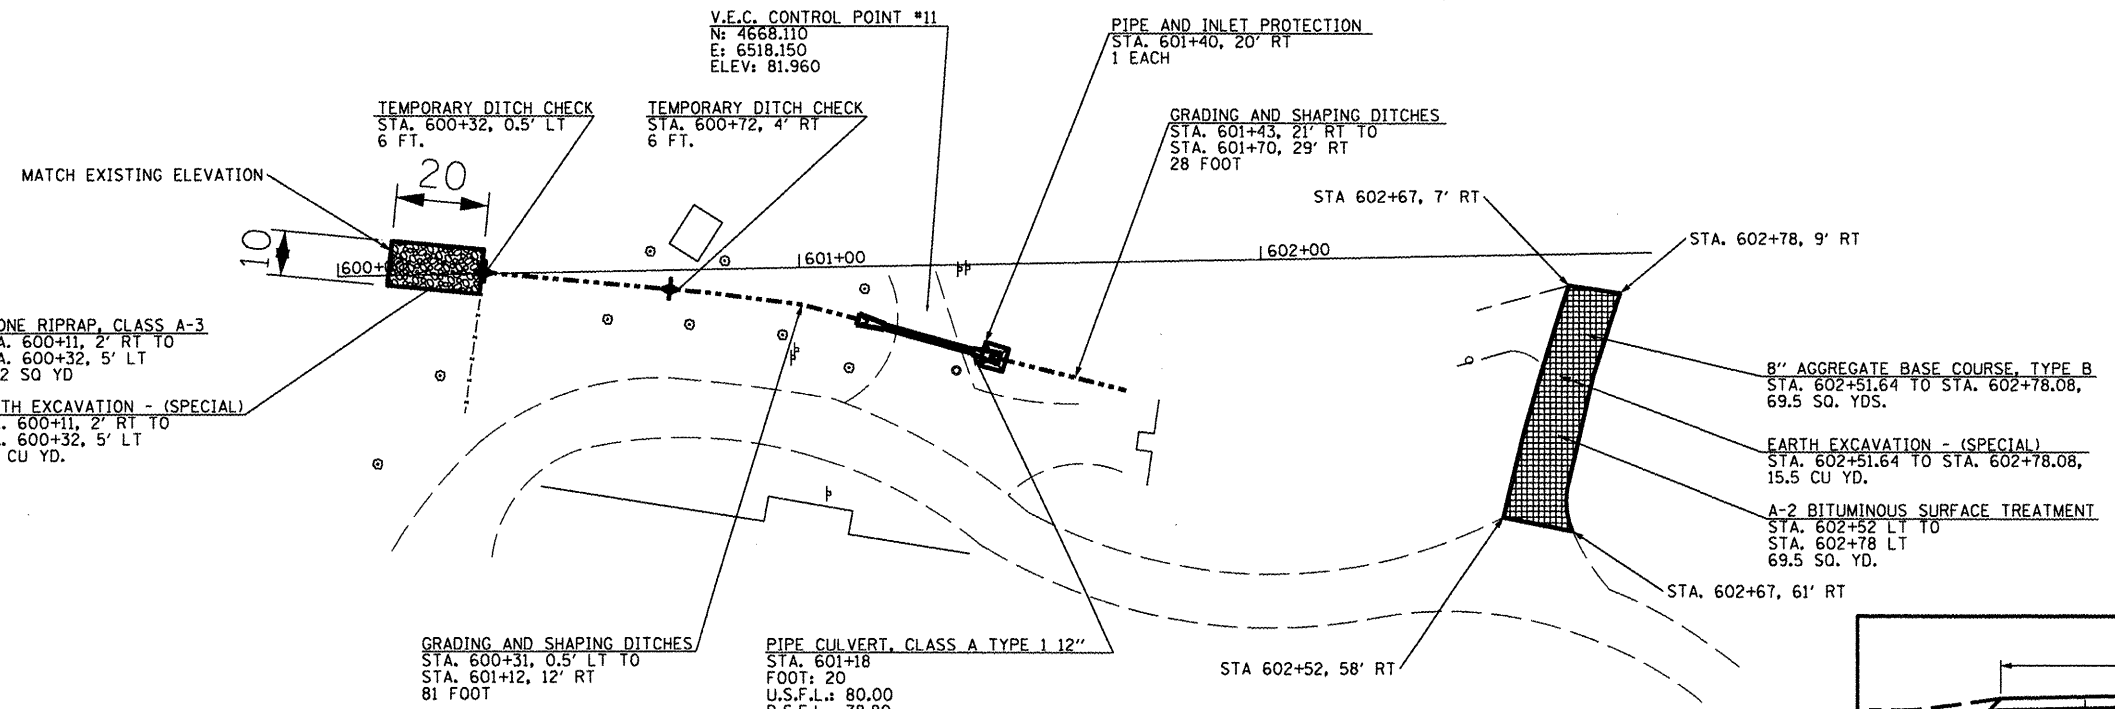 V.E.C. CONTROL POINT #11
N: 4668.110
E: 6518.150
ELEV: 81.960
PIPE AND INLET PROTECTION
STA. 601+40, 20' RT
1 EACH
TEMPORARY DITCH CHECK
STA. 600+32, 0.5' LT
6 FT.
TEMPORARY DITCH CHECK
STA. 600+72, 4' RT
6 FT.
GRADING AND SHAPING DITCHES
STA. 601+43, 21' RT TO
STA. 601+70, 29' RT
28 FOOT
MATCH EXISTING ELEVATION
20
10
STA 602+67, 7' RT
STA. 602+78, 9' RT
601+00
602+00
ONE RIPRAP, CLASS A-3
A. 600+11, 2' RT TO
A. 600+32, 5' LT
2 SQ YD
TH EXCAVATION - (SPECIAL)
. 600+11, 2' RT TO
. 600+32, 5' LT
CU YD.
8" AGGREGATE BASE COURSE, TYPE B
STA. 602+51.64 TO STA. 602+78.08,
69.5 SQ. YDS.
EARTH EXCAVATION - (SPECIAL)
STA. 602+51.64 TO STA. 602+78.08,
15.5 CU YD.
A-2 BITUMINOUS SURFACE TREATMENT
STA. 602+52 LT TO
STA. 602+78 LT
69.5 SQ. YD.
STA. 602+67, 61' RT
STA 602+52, 58' RT
GRADING AND SHAPING DITCHES
STA. 600+31, 0.5' LT TO
STA. 601+12, 12' RT
81 FOOT
PIPE CULVERT, CLASS A TYPE 1 12"
STA. 601+18
FOOT: 20
U.S.F.L.: 80.00